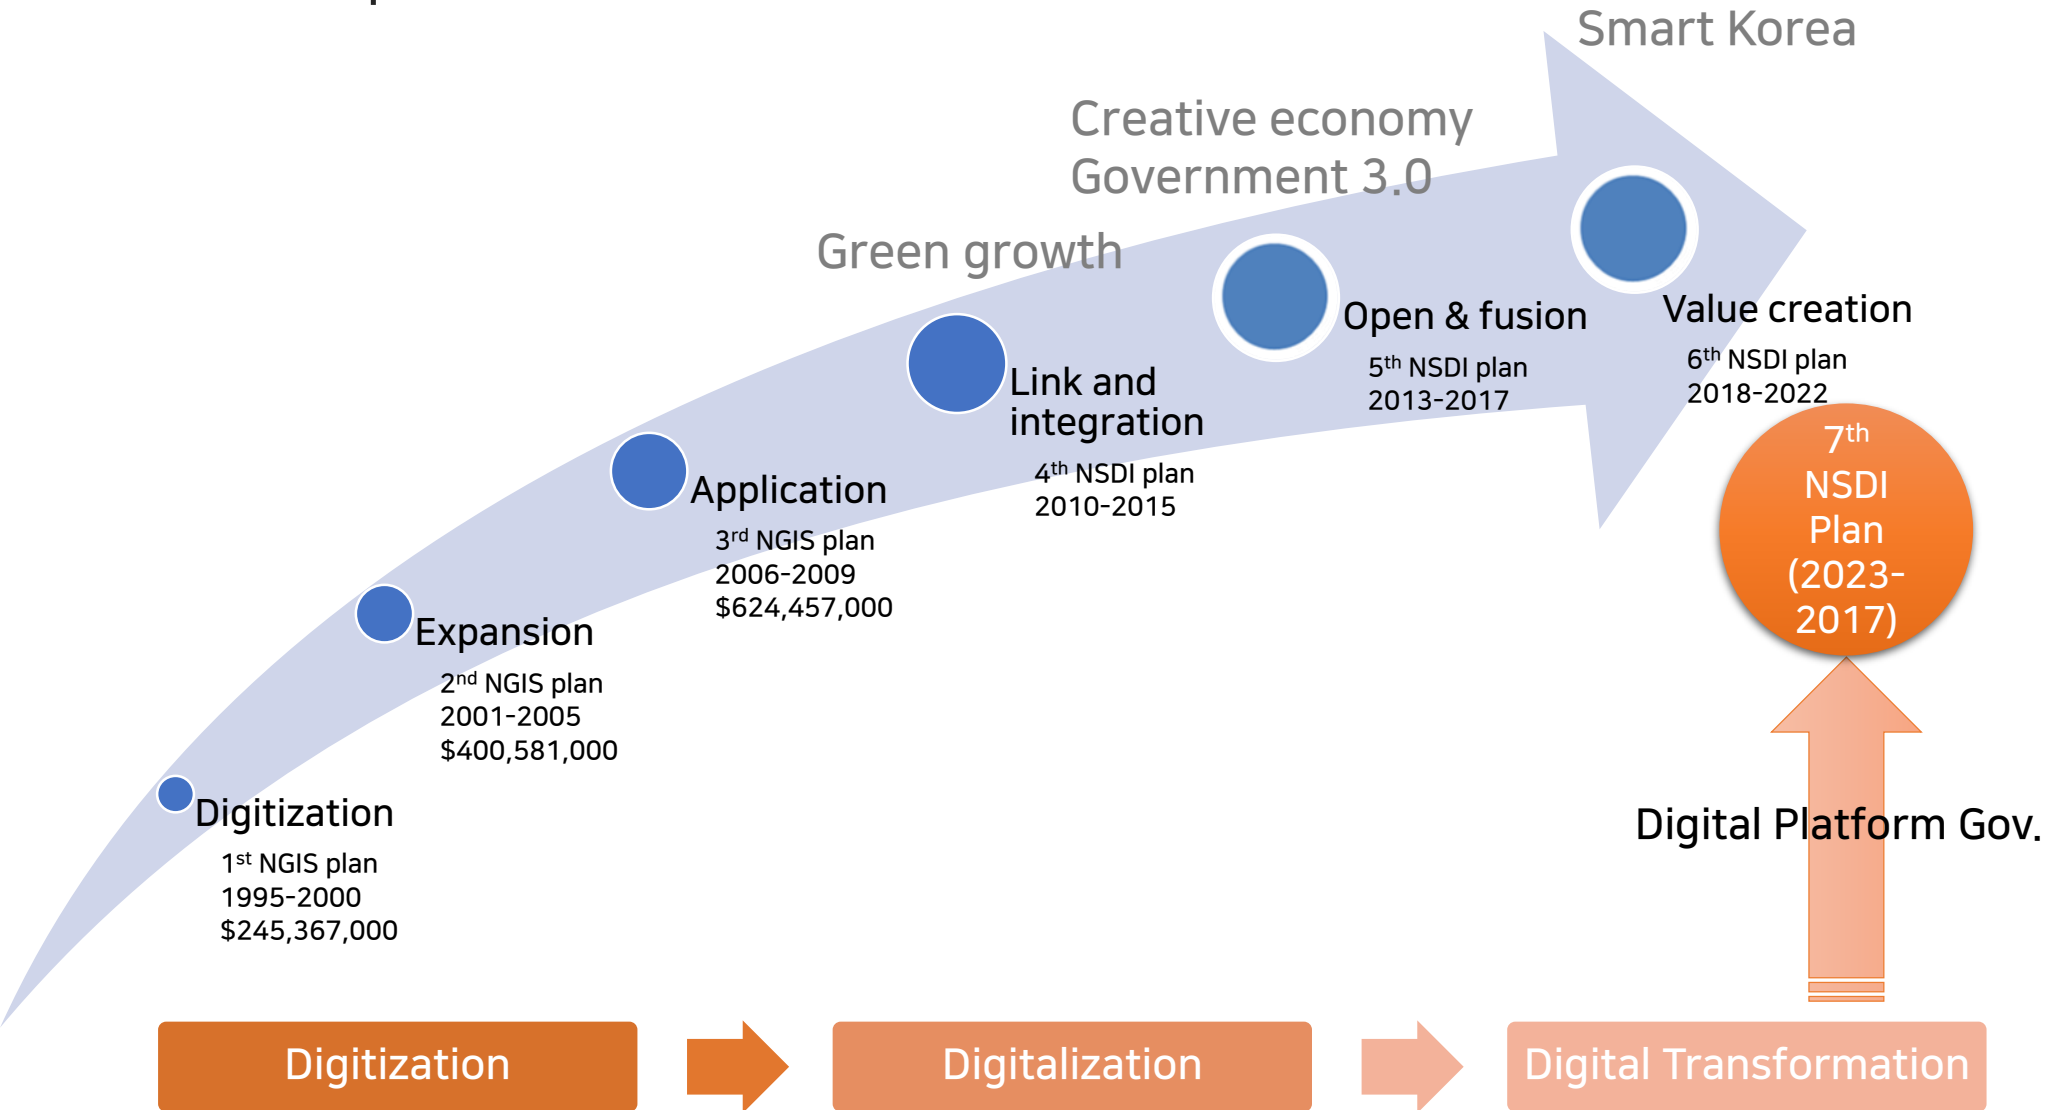 Smart Korea
Creative economy
Government 3.0
Green growth
Value creation
6th NSDI plan
2018-2022
Open & fusion
5th NSDI plan
2013-2017
Link and
integration
4th NSDI plan
2010-2015
Application
3rd NGIS plan
2006-2009
$624,457,000
Expansion
2nd NGIS plan
2001-2005
$400,581,000
Digitization
1st NGIS plan
1995-2000
$245,367,000
7th
NSDI
Plan
(2023-
2017)
Digital Platform Gov.
Digitization
Digitalization
Digital Transformation